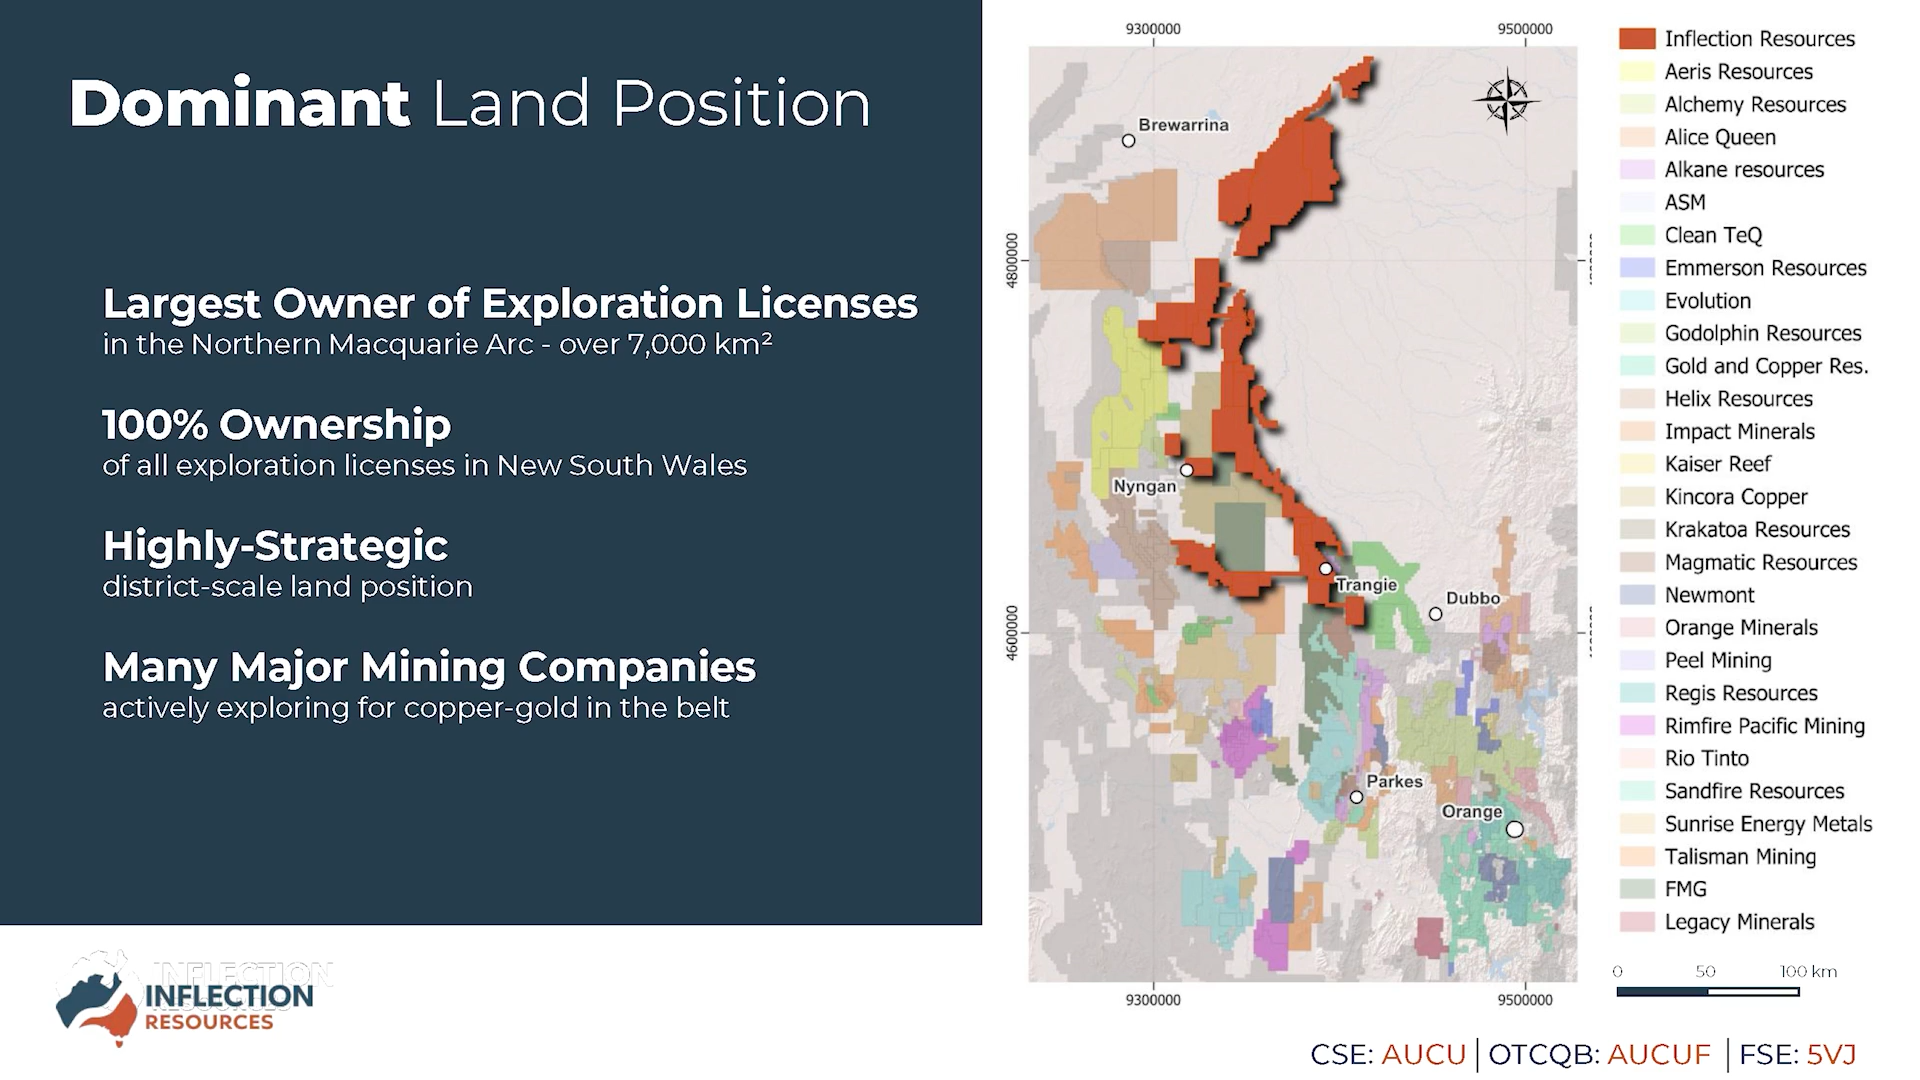 Dominant Land Position
Largest Owner of Exploration Licenses
in the Northern Macquarie Arc - over 7,000 km²
100% Ownership
of all exploration licenses in New South Wales
Highly-Strategic
district-scale land position
Many Major Mining Companies
actively exploring for copper-gold in the belt
INFLECTION
INFLECTION
RESOURCES
9300000
9500000
4800000
4600000
Brewarrina
Nyngan
Trangie
Dubbo
Parkes
Orange
9300000
9500000
Inflection Resources
Aeris Resources
Alchemy Resources
Alice Queen
Alkane resources
ASM
Clean TeQ
Emmerson Resources
Evolution
Godolphin Resources
Gold and Copper Res.
Helix Resources
Impact Minerals
Kaiser Reef
Kincora Copper
Krakatoa Resources
Magmatic Resources
Newmont
Orange Minerals
Peel Mining
Regis Resources
Rimfire Pacific Mining
Rio Tinto
Sandfire Resources
Sunrise Energy Metals
Talisman Mining
FMG
Legacy Minerals
0 50 100 km
CSE: AUCU | OTCQB: AUCUF | FSE: 5VJ